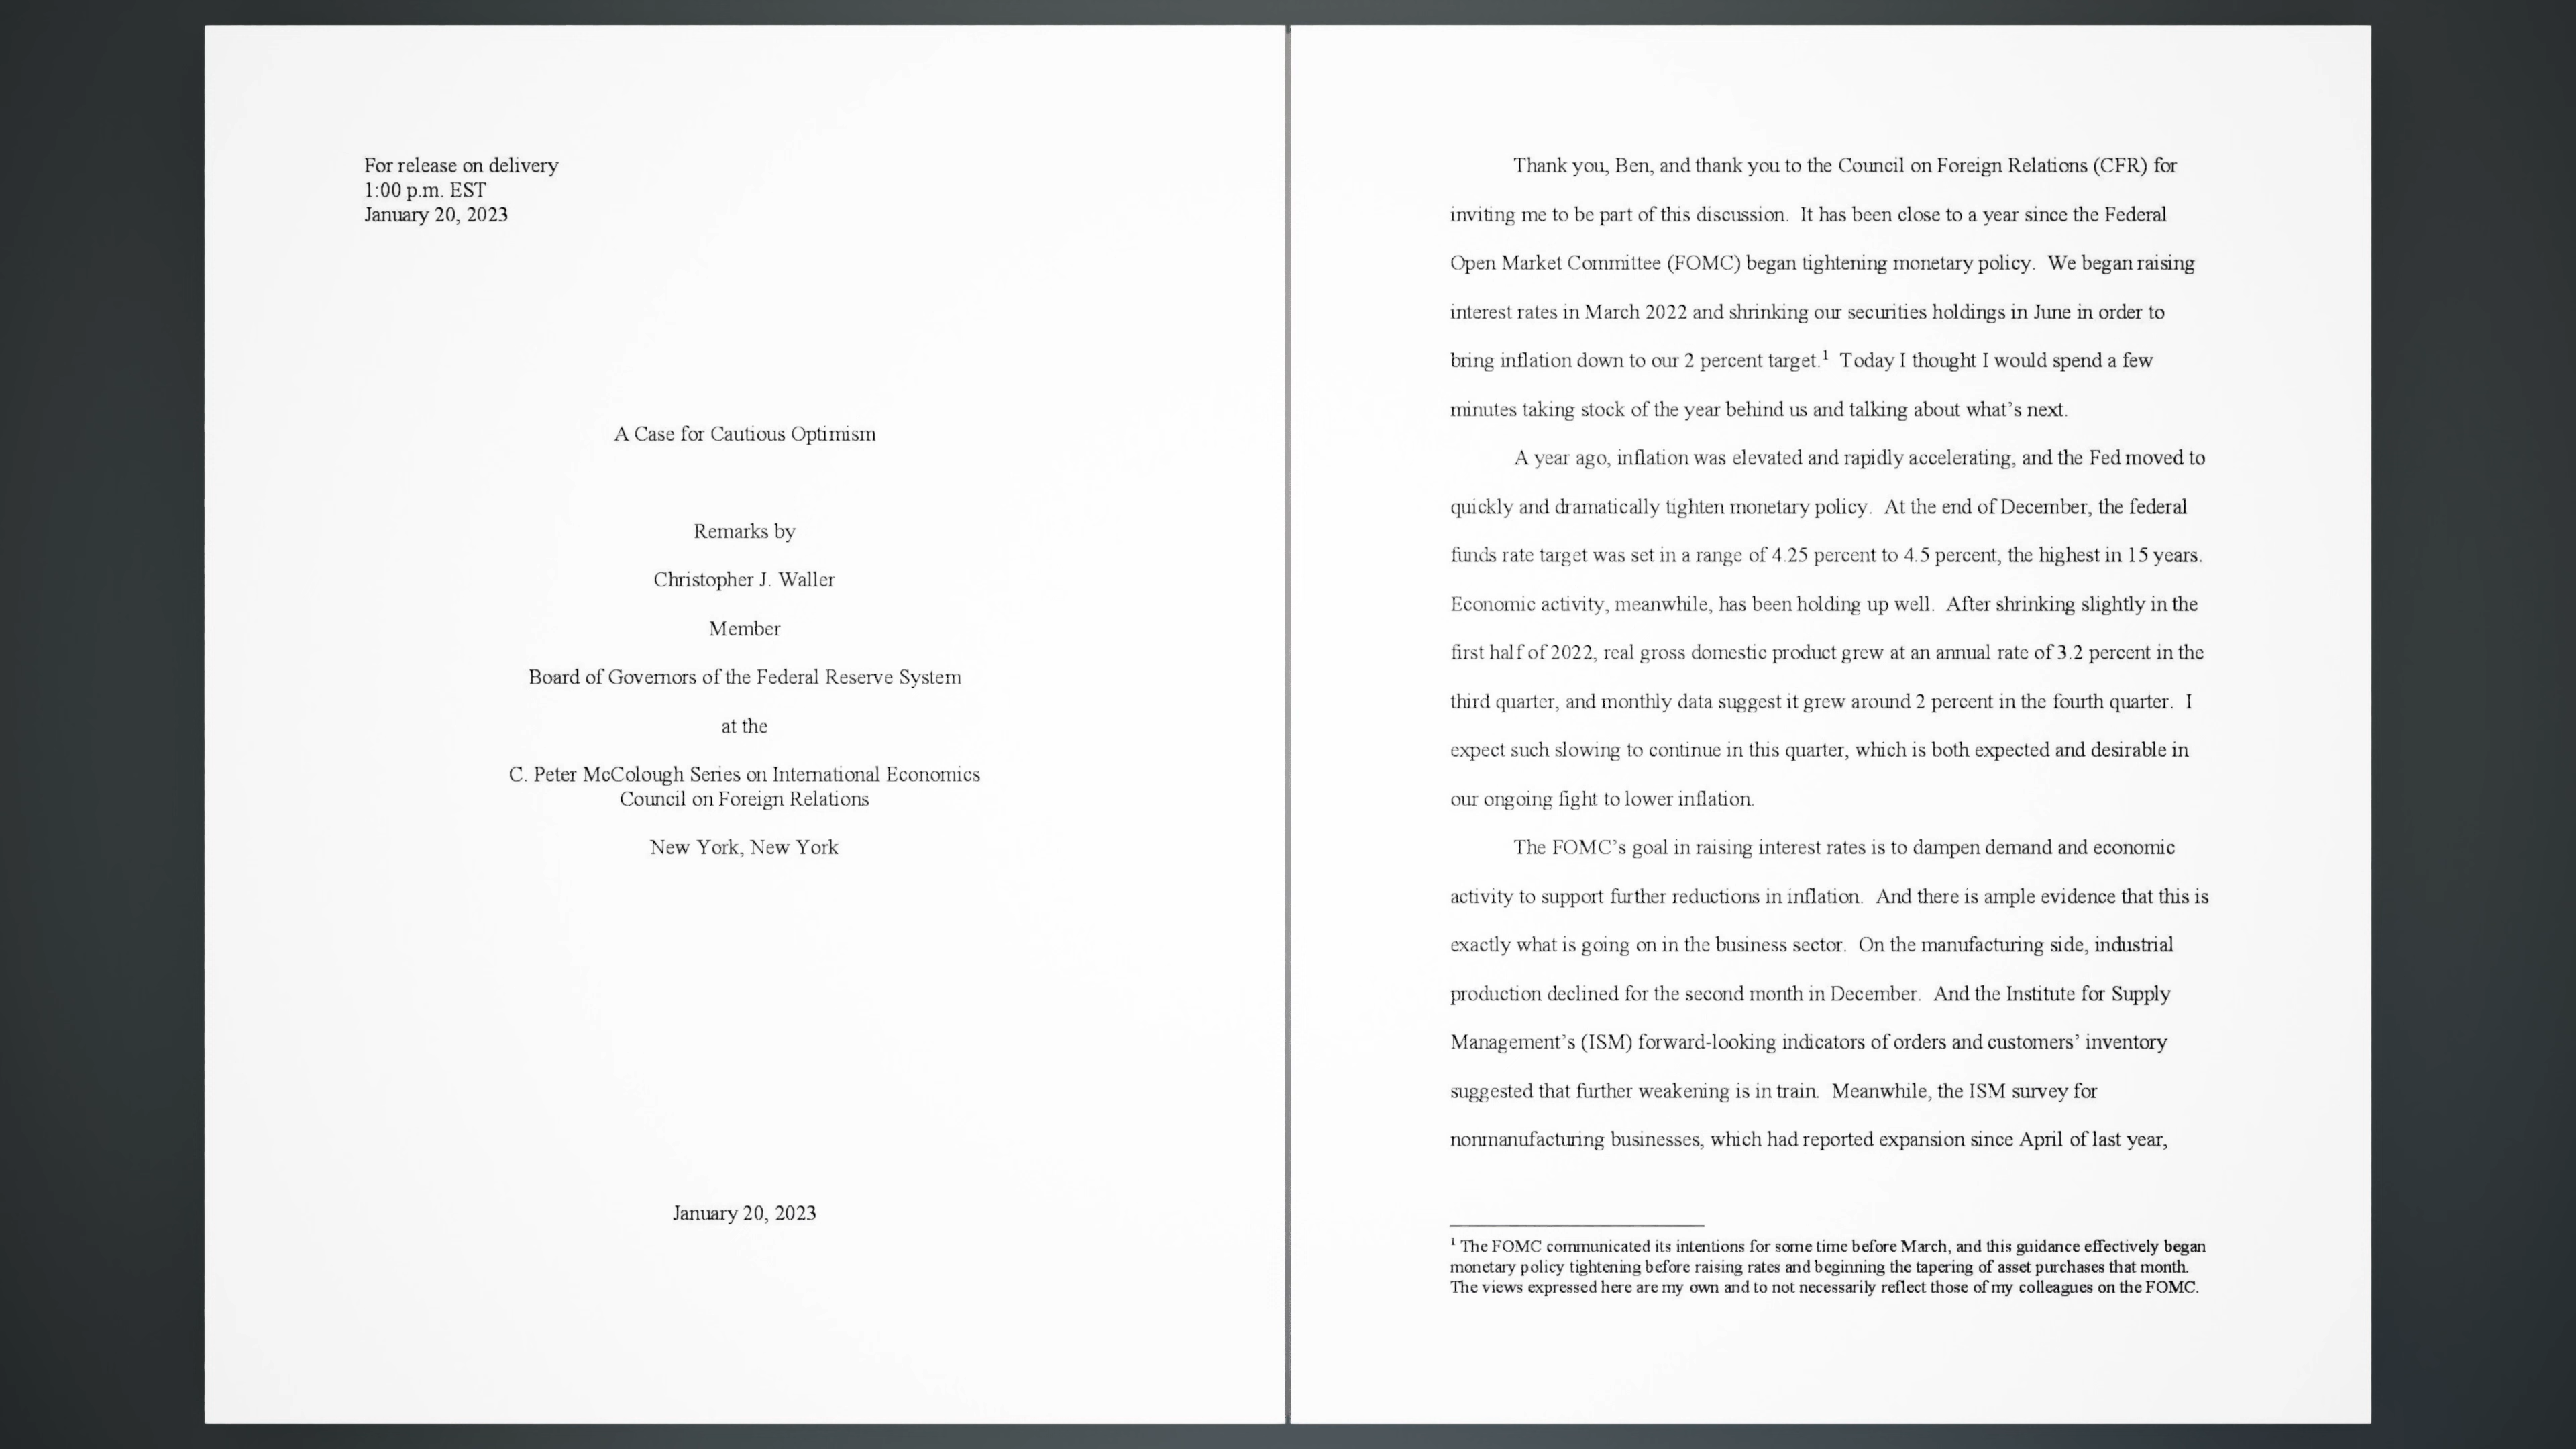 For release on delivery
1:00 p.m. EST
January 20, 2023
A Case for Cautious Optimism
Remarks by
Christopher J. Waller
Member
Board of Governors of the Federal Reserve System
at the
C. Peter McColough Series on International Economics
Council on Foreign Relations
New York, New York
January 20, 2023
Thank you, Ben, and thank you to the Council on Foreign Relations (CFR) for
inviting me to be part of this discussion.  It has been close to a year since the Federal
Open Market Committee (FOMC) began tightening monetary policy.  We began raising
interest rates in March 2022 and shrinking our securities holdings in June in order to
bring inflation down to our 2 percent target.¹  Today I thought I would spend a few
minutes taking stock of the year behind us and talking about what’s next.
A year ago, inflation was elevated and rapidly accelerating, and the Fed moved to
quickly and dramatically tighten monetary policy.  At the end of December, the federal
funds rate target was set in a range of 4.25 percent to 4.5 percent, the highest in 15 years.
Economic activity, meanwhile, has been holding up well.  After shrinking slightly in the
first half of 2022, real gross domestic product grew at an annual rate of 3.2 percent in the
third quarter, and monthly data suggest it grew around 2 percent in the fourth quarter.  I
expect such slowing to continue in this quarter, which is both expected and desirable in
our ongoing fight to lower inflation.
The FOMC’s goal in raising interest rates is to dampen demand and economic
activity to support further reductions in inflation.  And there is ample evidence that this is
exactly what is going on in the business sector.  On the manufacturing side, industrial
production declined for the second month in December.  And the Institute for Supply
Management’s (ISM) forward-looking indicators of orders and customers’ inventory
suggested that further weakening is in train.  Meanwhile, the ISM survey for
nonmanufacturing businesses, which had reported expansion since April of last year,
¹ The FOMC communicated its intentions for some time before March, and this guidance effectively began
monetary policy tightening before raising rates and beginning the tapering of asset purchases that month.
The views expressed here are my own and to not necessarily reflect those of my colleagues on the FOMC.